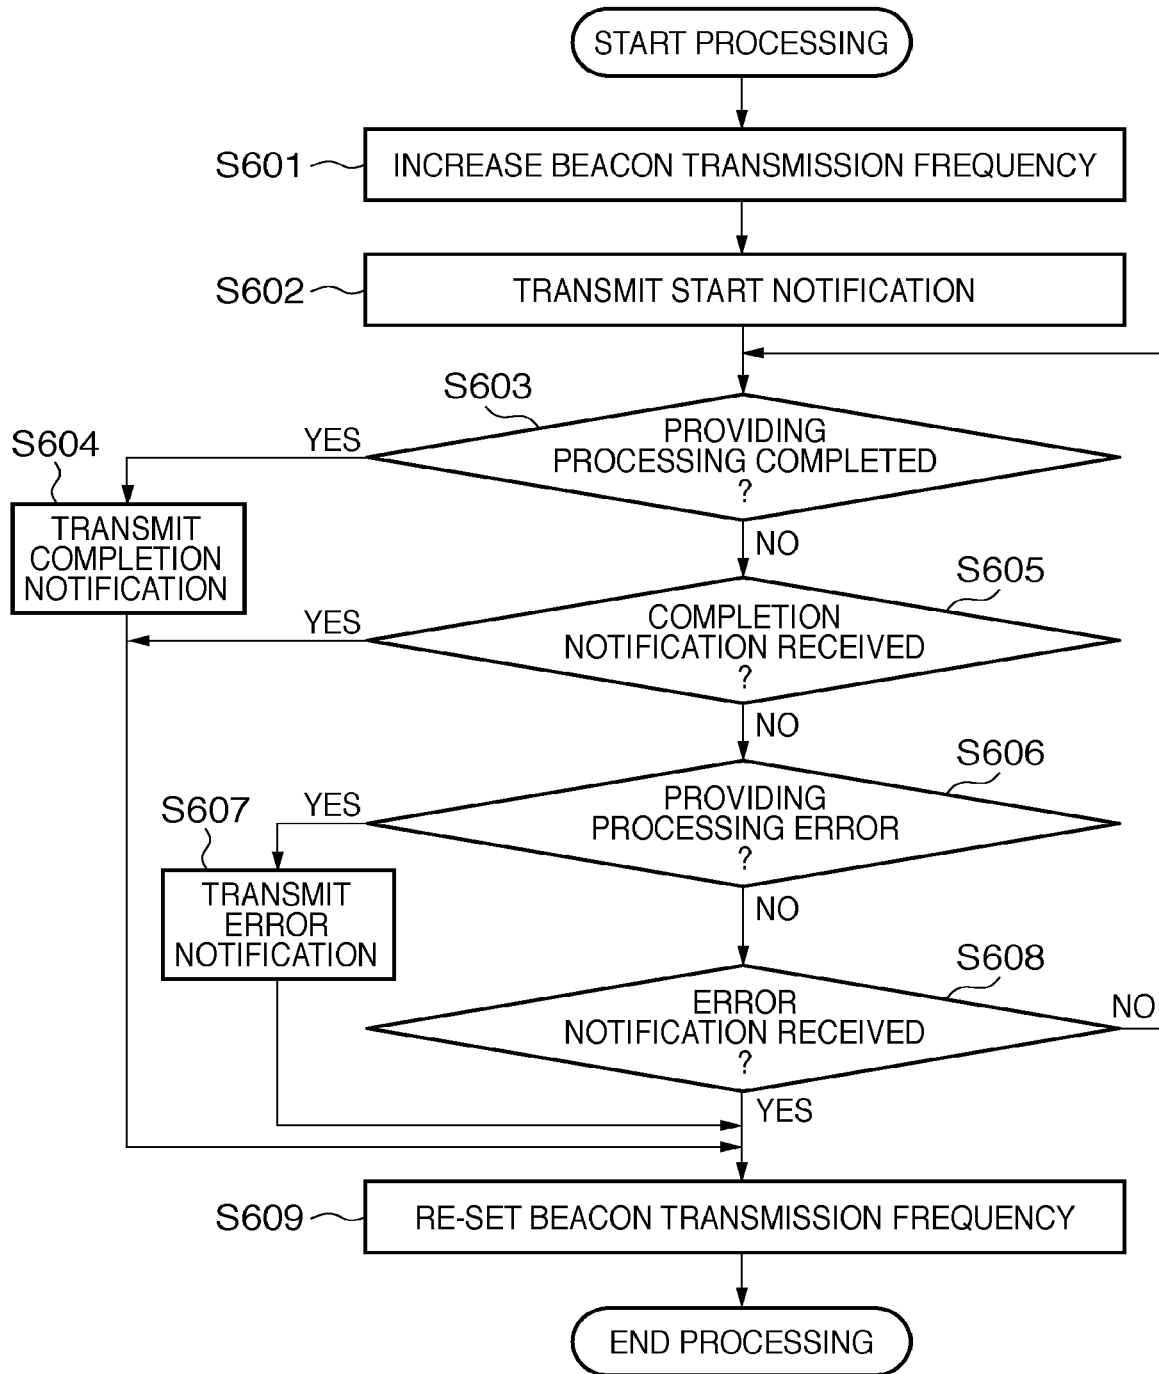 START PROCESSING
S601
INCREASE BEACON TRANSMISSION FREQUENCY
S602
TRANSMIT START NOTIFICATION
S603
PROVIDING
PROCESSING COMPLETED
?
YES
NO
S604
TRANSMIT
COMPLETION
NOTIFICATION
S605
COMPLETION
NOTIFICATION RECEIVED
?
YES
NO
S606
PROVIDING
PROCESSING ERROR
?
YES
NO
S607
TRANSMIT
ERROR
NOTIFICATION
S608
ERROR
NOTIFICATION RECEIVED
?
NO
YES
S609
RE-SET BEACON TRANSMISSION FREQUENCY
END PROCESSING